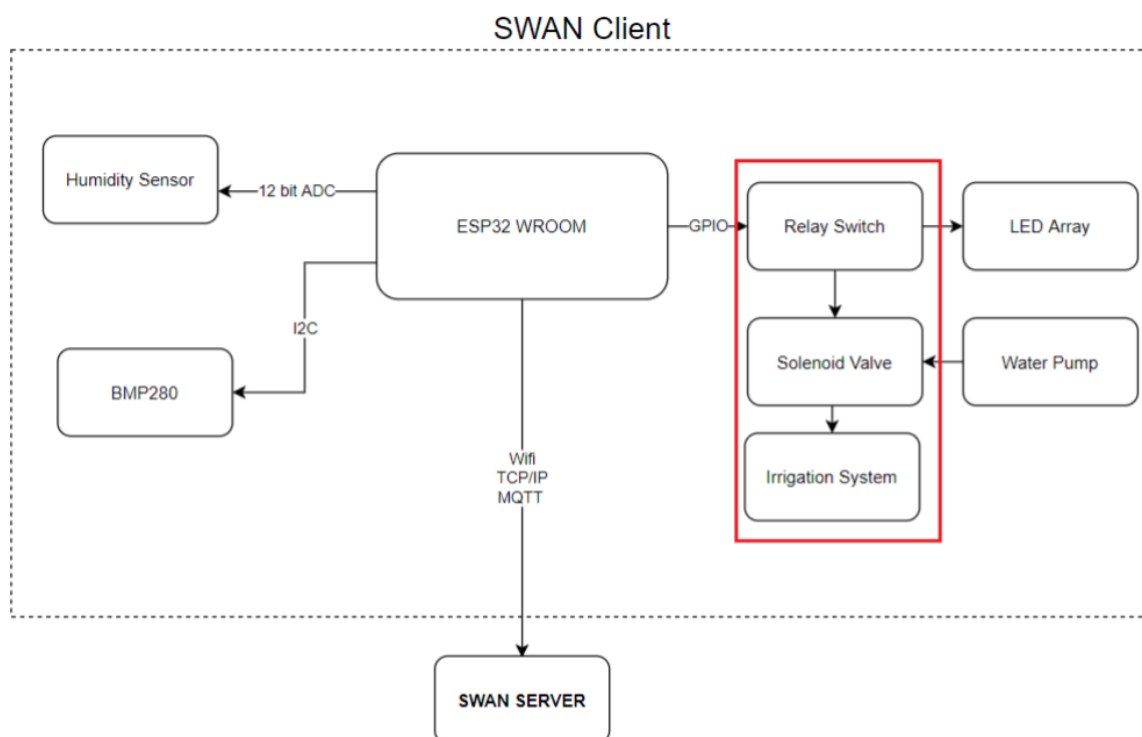 SWAN Client
Humidity Sensor
12 bit ADC
ESP32 WROOM
GPIO
Relay Switch
LED Array
I2C
BMP280
Solenoid Valve
Water Pump
Wifi
TCP/IP
MQTT
Irrigation System
SWAN SERVER